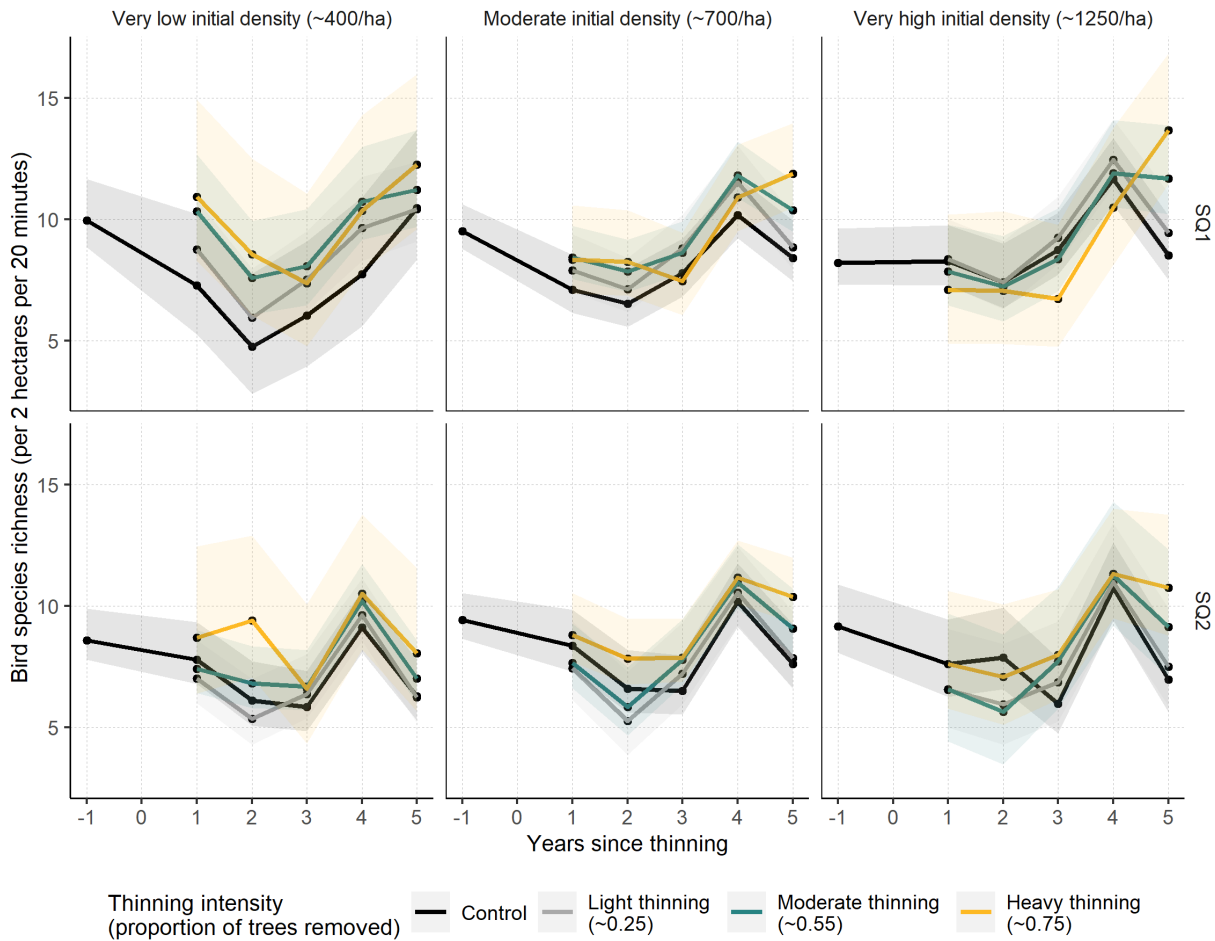 Very low initial density (~400/ha)
Moderate initial density (~700/ha)
Very high initial density (~1250/ha)
Bird species richness (per 2 hectares per 20 minutes)
15
10
5
SQ1
15
10
5
SQ2
-1 0 1 2 3 4 5
-1 0 1 2 3 4 5
-1 0 1 2 3 4 5
Years since thinning
Thinning intensity
(proportion of trees removed)
Control
Light thinning
(~0.25)
Moderate thinning
(~0.55)
Heavy thinning
(~0.75)